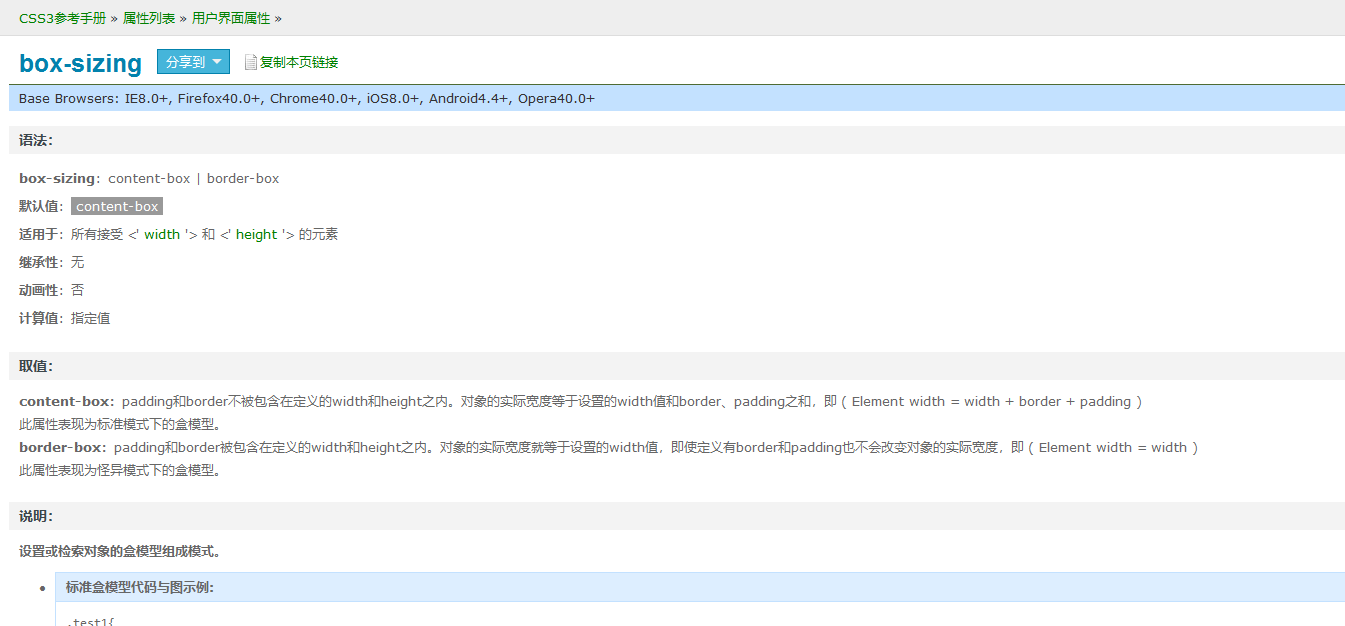 CSS3参考手册 » 属性列表 » 用户界面属性 »
box-sizing 分享到 复制本页链接
Base Browsers: IE8.0+, Firefox40.0+, Chrome40.0+, iOS8.0+, Android4.4+, Opera40.0+
语法：
box-sizing：content-box | border-box
默认值：content-box
适用于：所有接受 <' width '> 和 <' height '> 的元素
继承性：无
动画性：否
计算值：指定值
取值：
content-box：padding和border不被包含在定义的width和height之内。对象的实际宽度等于设置的width值和border、padding之和，即 ( Element width = width + border + padding )
此属性表现为标准模式下的盒模型。
border-box：padding和border被包含在定义的width和height之内。对象的实际宽度就等于设置的width值，即使定义有border和padding也不会改变对象的实际宽度，即 ( Element width = width )
此属性表现为怪异模式下的盒模型。
说明：
设置或检索对象的盒模型组成模式。
• 标准盒模型代码与图示例:
.test1{